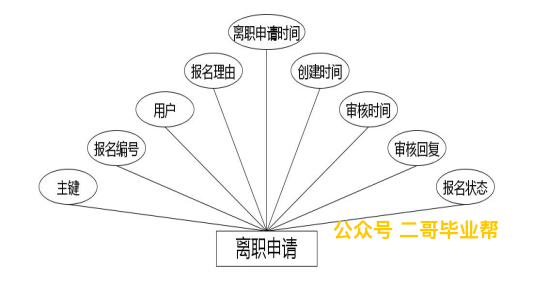 离职申请时间
报名理由
创建时间
用户
审核时间
报名编号
审核回复
主键
报名状态
公众号 二哥毕业帮
离职申请